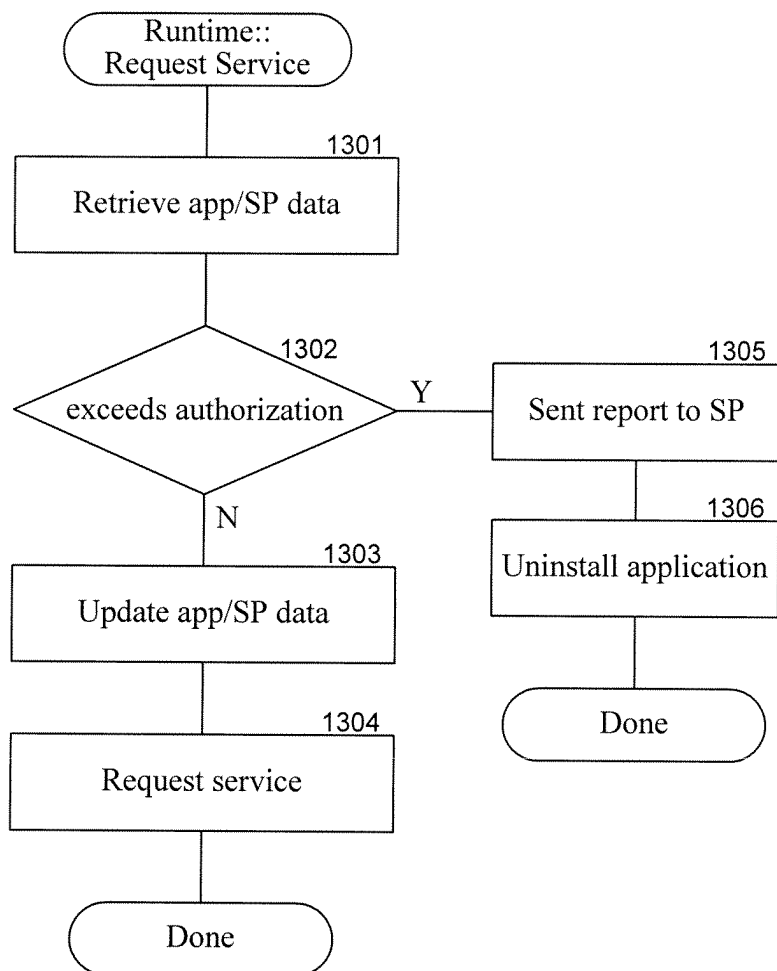 Runtime::
Request Service
1301
Retrieve app/SP data
1302
exceeds authorization
Y
N
1305
Sent report to SP
1306
Uninstall application
Done
1303
Update app/SP data
1304
Request service
Done